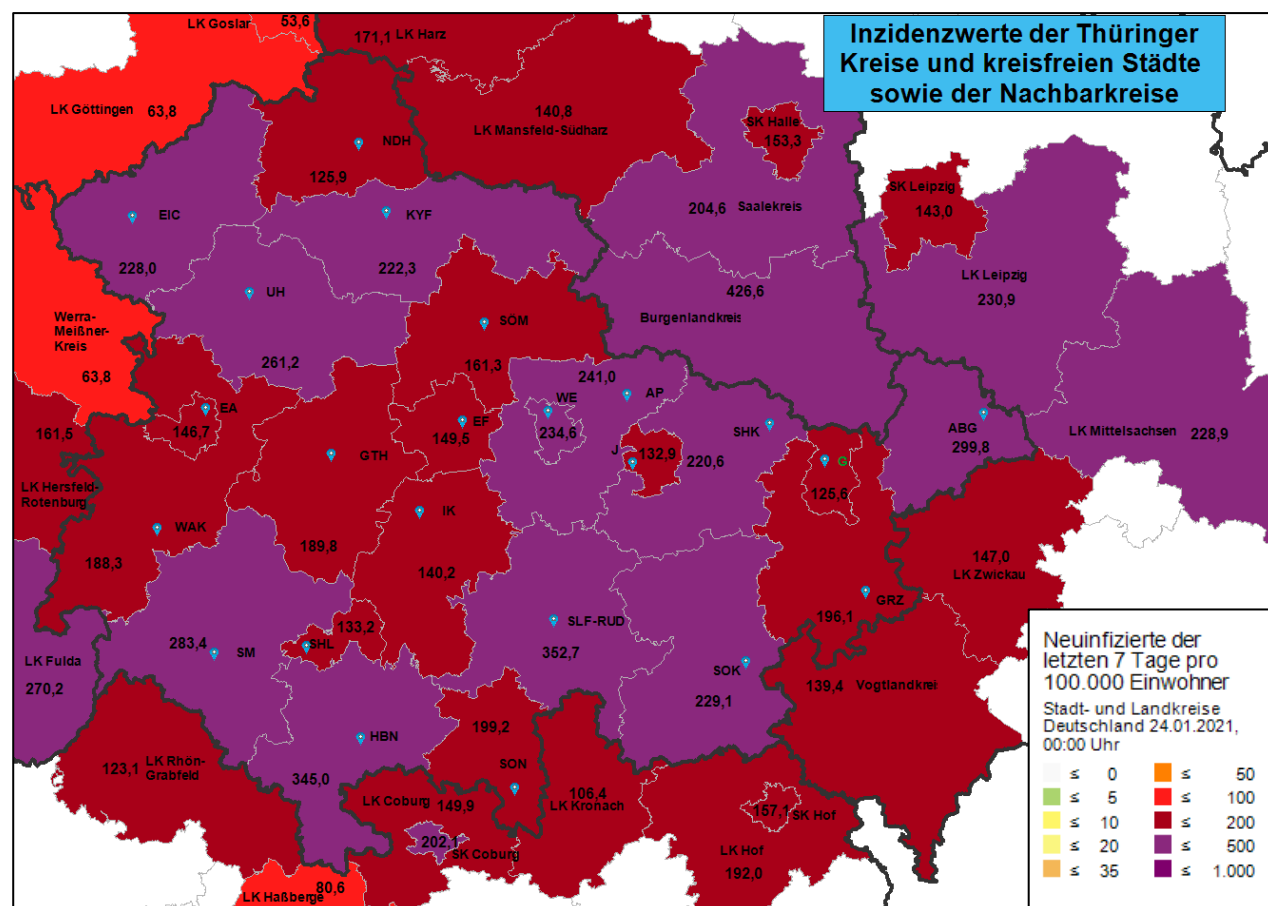 Inzidenzwerte der Thüringer
Kreise und kreisfreien Städte
sowie der Nachbarkreise
LK Goslar
53,6
171,1
LK Harz
LK Göttingen
63,8
140,8
LK Mansfeld-Südharz
SK Halle
153,3
NDH
125,9
SK Leipzig
143,0
EIC
228,0
KYF
222,3
204,6
Saalekreis
LK Leipzig
230,9
UH
261,2
426,6
Burgenlandkreis
Werra-
Meißner-
Kreis
63,8
SÖM
161,3
241,0
AP
WE
234,6
EA
146,7
EF
149,5
GTH
189,8
J
132,9
SHK
220,6
G
125,6
ABG
299,8
LK Mittelsachsen
228,9
161,5
LK Hersfeld-
Rotenburg
WAK
188,3
IK
140,2
147,0
LK Zwickau
GRZ
196,1
133,2
SHL
283,4
SM
SLF-RUD
352,7
SOK
229,1
LK Fulda
270,2
139,4
Vogtlandkrei
HBN
345,0
199,2
SON
123,1
LK Rhön-
Grabfeld
LK Coburg
149,9
106,4
LK Kronach
202,1
SK Coburg
157,1
SK Hof
LK Hof
192,0
80,6
LK Haßberge
Neuinfizierte der
letzten 7 Tage pro
100.000 Einwohner
Stadt- und Landkreise
Deutschland 24.01.2021,
00:00 Uhr
≤ 0
≤ 5
≤ 10
≤ 20
≤ 35
≤ 50
≤ 100
≤ 200
≤ 500
≤ 1.000